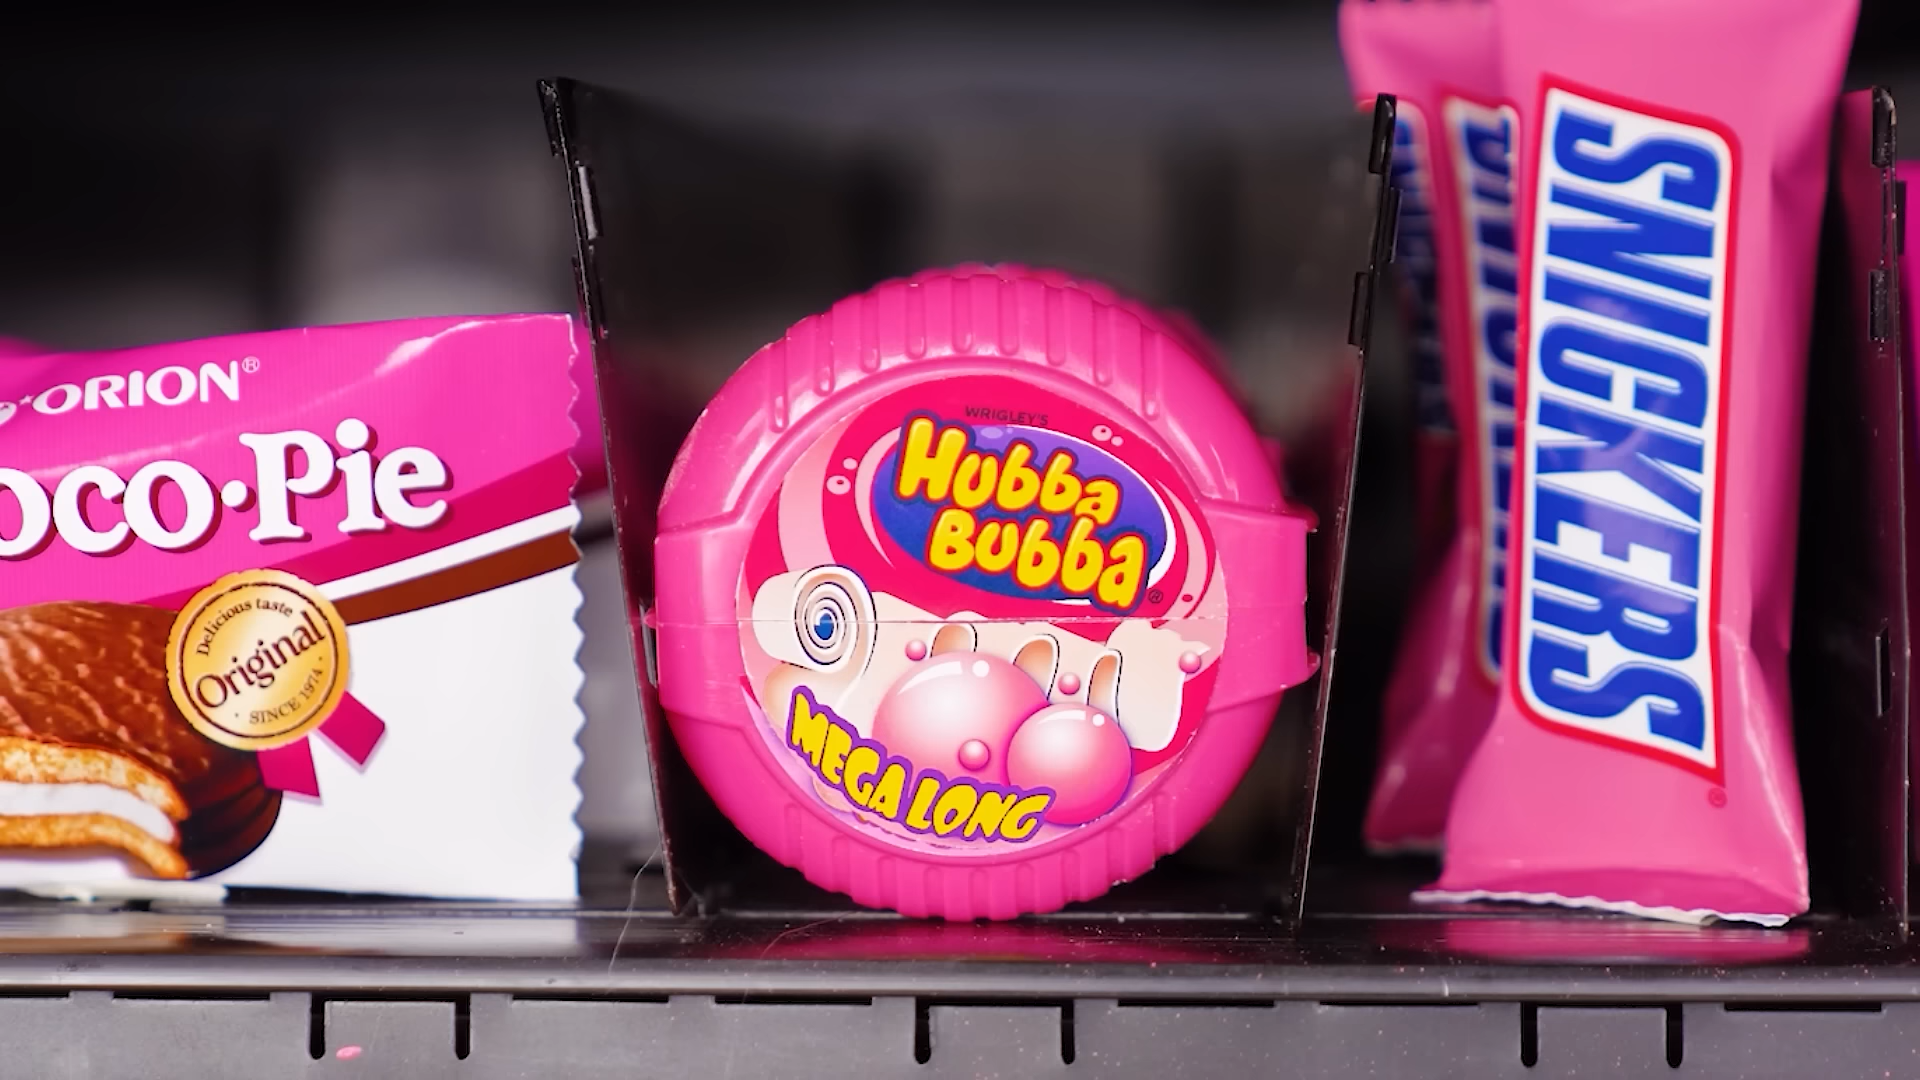 ORION®
oco·Pie
Delicious taste
Original
· SINCE 1974 ·
WRIGLEY'S
Hubba
Bubba®
MEGA LONG
SNICKERS®